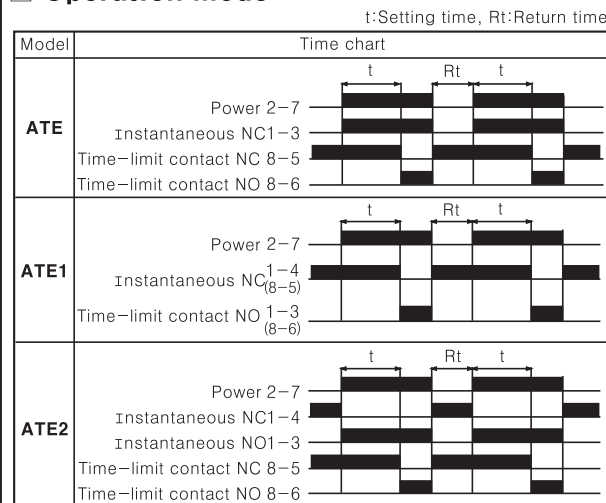 Operation mode
t:Setting time, Rt:Return time
Model Time chart
t Rt t
ATE
Power 2-7
Instantaneous NC1-3
Time-limit contact NC 8-5
Time-limit contact NO 8-6
t Rt t
ATE1
Power 2-7
Instantaneous NC 1-4
(8-5)
Time-limit contact NO 1-3
(8-6)
t Rt t
ATE2
Power 2-7
Instantaneous NC1-4
Instantaneous NO1-3
Time-limit contact NC 8-5
Time-limit contact NO 8-6